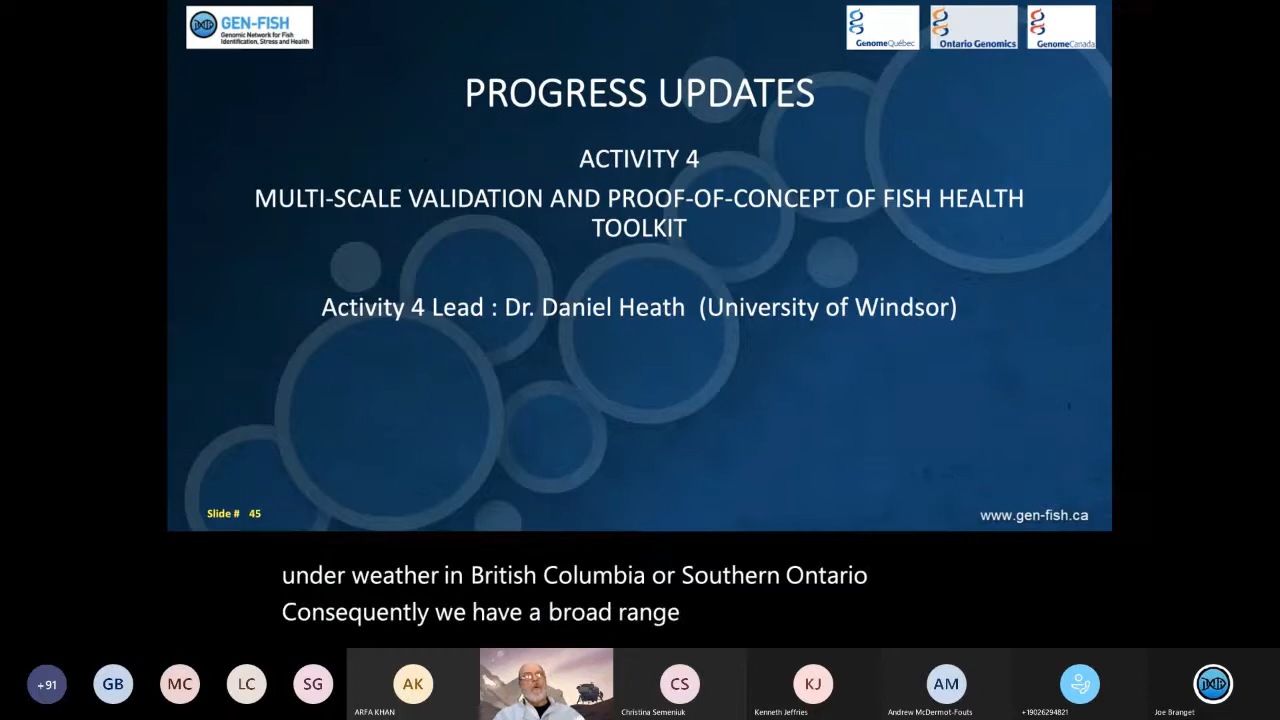 GEN-FISH
Genomic Network for Fish
Identification, Stress and Health
GenomeQuébec
Ontario Genomics
GenomeCanada
PROGRESS UPDATES
ACTIVITY 4
MULTI-SCALE VALIDATION AND PROOF-OF-CONCEPT OF FISH HEALTH
TOOLKIT
Activity 4 Lead : Dr. Daniel Heath (University of Windsor)
Slide # 45
www.gen-fish.ca
under weather in British Columbia or Southern Ontario
Consequently we have a broad range
+91
GB
MC
LC
SG
AK
CS
KJ
AM
ARFA KHAN
Christina Semeniuk
Kenneth Jeffries
Andrew McDermot-Fouts
+19026294821
Joe Branget